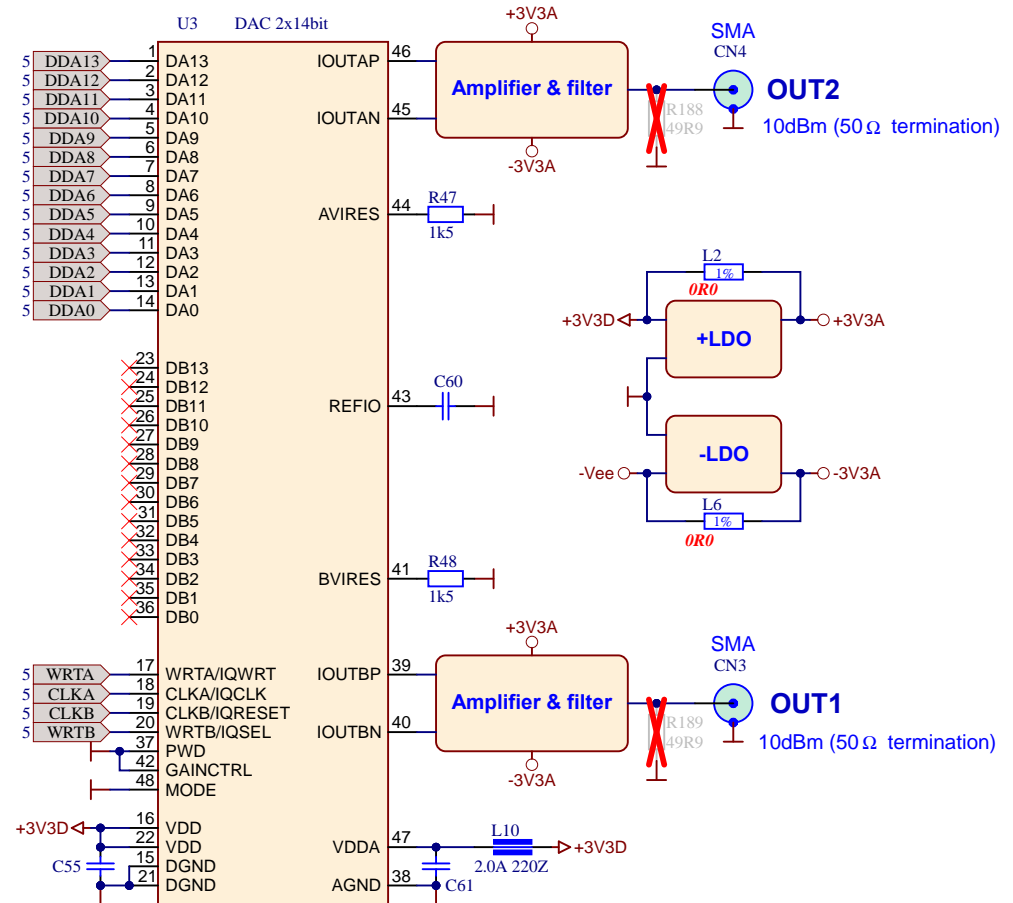 U3 DAC 2x14bit
5 DDA13 1 DA13
5 DDA12 2 DA12
5 DDA11 3 DA11
5 DDA10 4 DA10
5 DDA9 5 DA9
5 DDA8 6 DA8
5 DDA7 7 DA7
5 DDA6 8 DA6
5 DDA5 9 DA5
5 DDA4 10 DA4
5 DDA3 11 DA3
5 DDA2 12 DA2
5 DDA1 13 DA1
5 DDA0 14 DA0
23 DB13
24 DB12
25 DB11
26 DB10
27 DB9
28 DB8
29 DB7
30 DB6
31 DB5
32 DB4
33 DB3
34 DB2
35 DB1
36 DB0
5 WRTA 17 WRTA/IQWRT
5 CLKA 18 CLKA/IQCLK
5 CLKB 19 CLKB/IQRESET
5 WRTB 20 WRTB/IQSEL
37 PWD
42 GAINCTRL
48 MODE
+3V3D 16 VDD
22 VDD
C55 15 DGND
21 DGND
IOUTAP 46
IOUTAN 45
+3V3A
Amplifier & filter
-3V3A
R188
49R9
SMA
CN4
OUT2
10dBm (50Ω termination)
AVIRES 44 R47
1k5
L2
1%
0R0
+3V3D +LDO +3V3A
REFIO 43 C60
-Vee -LDO -3V3A
L6
1%
0R0
BVIRES 41 R48
1k5
IOUTBP 39
IOUTBN 40
+3V3A
Amplifier & filter
-3V3A
R189
49R9
SMA
CN3
OUT1
10dBm (50Ω termination)
VDDA 47 L10 +3V3D
2.0A 220Z
AGND 38 C61